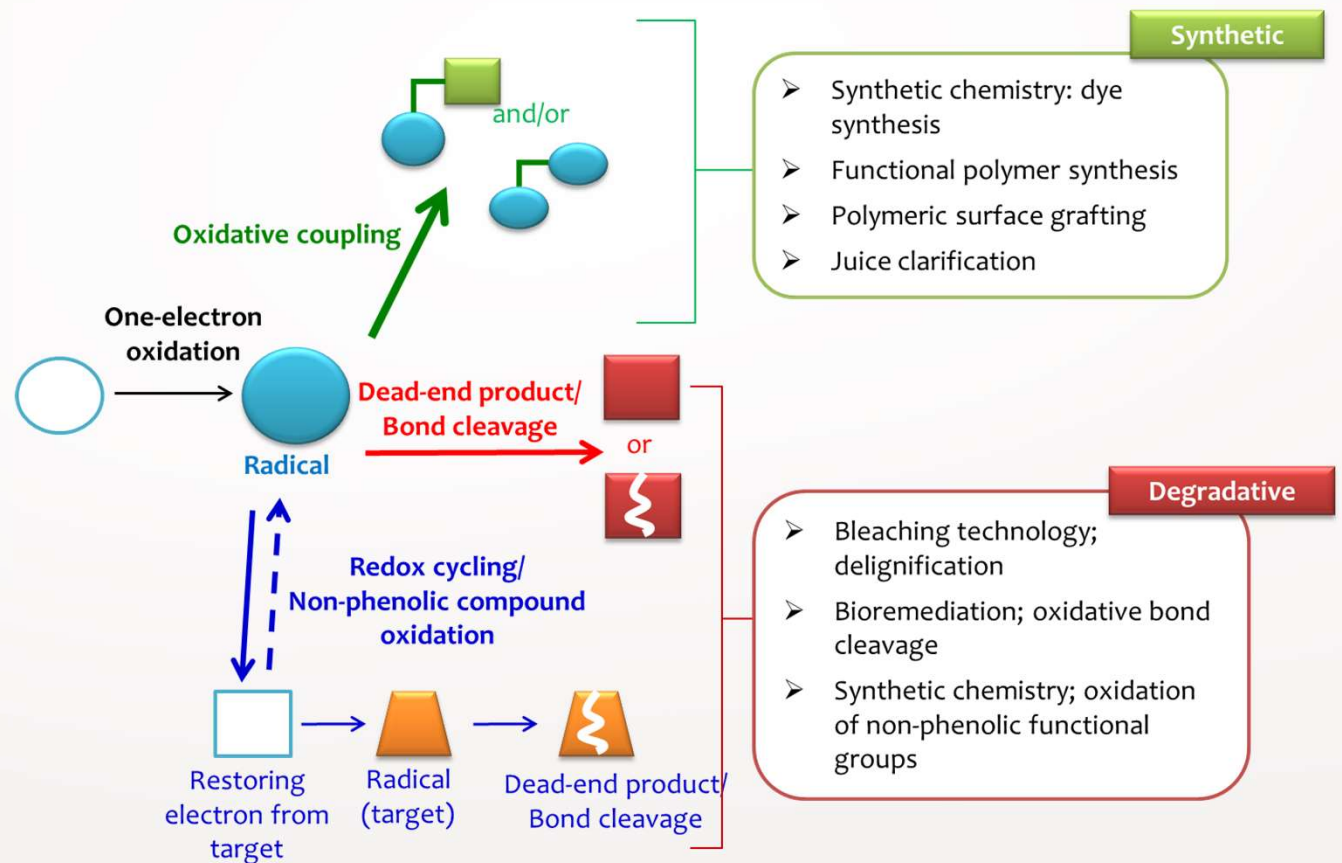 Synthetic
➢ Synthetic chemistry: dye
synthesis
➢ Functional polymer synthesis
➢ Polymeric surface grafting
➢ Juice clarification
and/or
Oxidative coupling
One-electron
oxidation
Radical
Dead-end product/
Bond cleavage
or
Degradative
➢ Bleaching technology;
delignification
➢ Bioremediation; oxidative bond
cleavage
➢ Synthetic chemistry; oxidation
of non-phenolic functional
groups
Redox cycling/
Non-phenolic compound
oxidation
Restoring
electron from
target
Radical
(target)
Dead-end product/
Bond cleavage